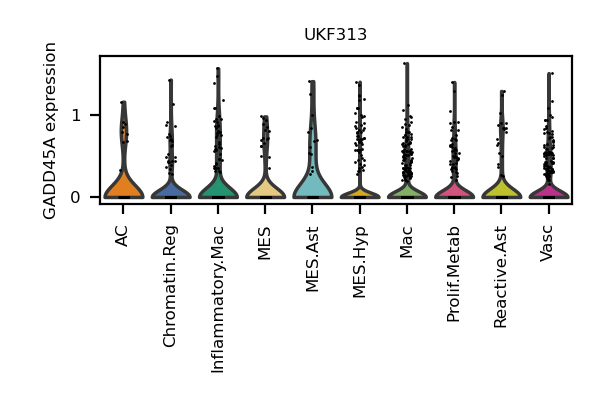 UKF313
GADD45A expression
1
0
AC
Chromatin.Reg
Inflammatory.Mac
MES
MES.Ast
MES.Hyp
Mac
Prolif.Metab
Reactive.Ast
Vasc